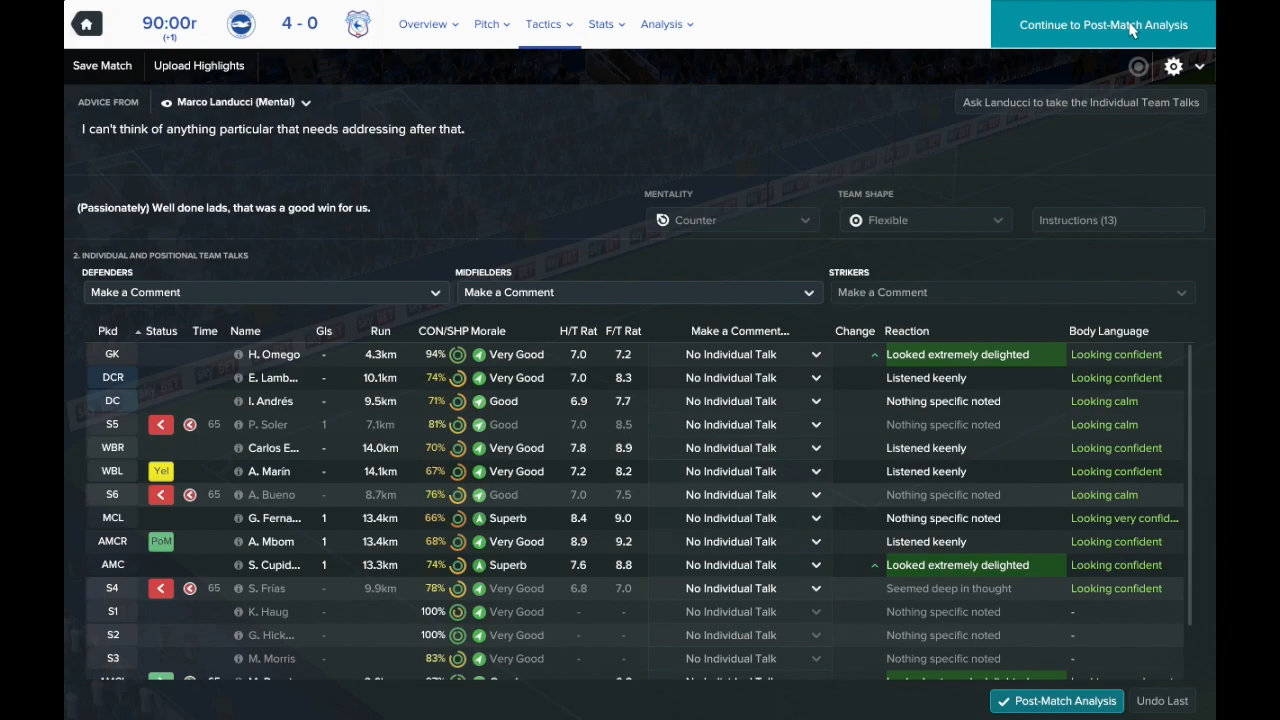 90:00r
(+1)
4 - 0
Overview
Pitch
Tactics
Stats
Analysis
Continue to Post-Match Analysis
Save Match
Upload Highlights
ADVICE FROM
Marco Landucci (Mental)
Ask Landucci to take the Individual Team Talks
I can't think of anything particular that needs addressing after that.
MENTALITY
TEAM SHAPE
(Passionately) Well done lads, that was a good win for us.
Counter
Flexible
Instructions (13)
2. INDIVIDUAL AND POSITIONAL TEAM TALKS
DEFENDERS
MIDFIELDERS
STRIKERS
Make a Comment
Make a Comment
Make a Comment
Pkd Status Time Name Gls Run CON/SHP Morale H/T Rat F/T Rat Make a Comment... Change Reaction Body Language
GK H. Omego - 4.3km 94% Very Good 7.0 7.2 No Individual Talk Looked extremely delighted Looking confident
DCR E. Lamb... - 10.1km 74% Very Good 7.0 8.3 No Individual Talk Listened keenly Looking confident
DC I. Andrés - 9.5km 71% Good 6.9 7.7 No Individual Talk Nothing specific noted Looking calm
S5 65 P. Soler 1 7.1km 81% Good 7.0 8.5 No Individual Talk Nothing specific noted Looking calm
WBR Carlos E... - 14.0km 70% Very Good 7.8 8.9 No Individual Talk Listened keenly Looking confident
WBL Yel A. Marín - 14.1km 67% Very Good 7.2 8.2 No Individual Talk Listened keenly Looking confident
S6 65 A. Bueno - 8.7km 76% Good 7.0 7.5 No Individual Talk Nothing specific noted Looking calm
MCL G. Ferna... 1 13.4km 66% Superb 8.4 9.0 No Individual Talk Nothing specific noted Looking very confid...
AMCR PoM A. Mbom 1 13.4km 68% Very Good 8.9 9.2 No Individual Talk Listened keenly Looking confident
AMC S. Cupid... 1 13.3km 74% Superb 7.6 8.8 No Individual Talk Looked extremely delighted Looking confident
S4 65 S. Frías - 9.9km 78% Very Good 6.8 7.0 No Individual Talk Seemed deep in thought Looking confident
S1 K. Haug - 100% Very Good - - No Individual Talk Nothing specific noted -
S2 G. Hick... - 100% Very Good - - No Individual Talk Nothing specific noted -
S3 M. Morris - 83% Very Good - - No Individual Talk Nothing specific noted -
Post-Match Analysis
Undo Last